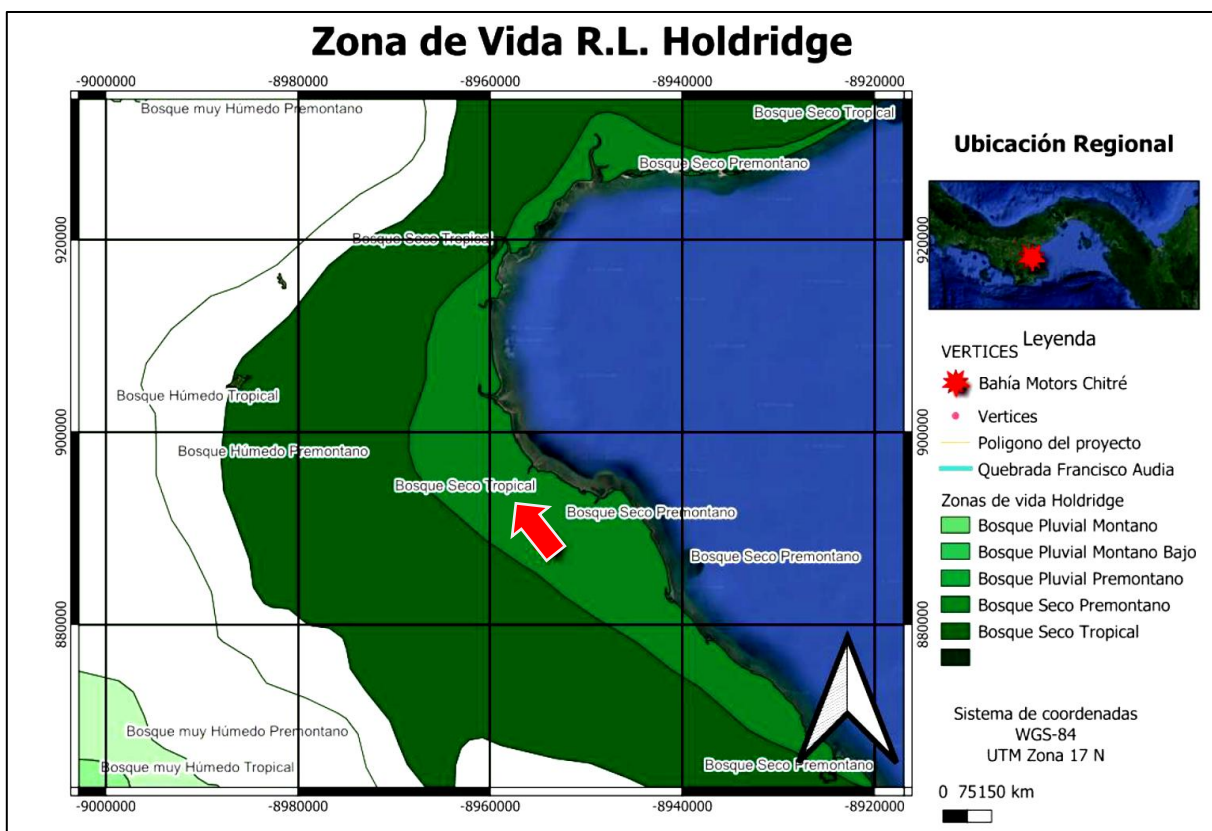 Zona de Vida R.L. Holdridge
-9000000
-8980000
-8960000
-8940000
-8920000
Bosque muy Húmedo Premontano
Bosque Seco Tropical
Bosque Seco Premontano
920000
Bosque Seco Tropical
920000
Bosque Húmedo Tropical
900000
Bosque Húmedo Premontano
900000
Bosque Seco Tropical
Bosque Seco Premontano
Bosque Seco Premontano
880000
880000
Bosque muy Húmedo Premontano
Bosque muy Húmedo Tropical
Bosque Seco Premontano
-9000000
-8980000
-8960000
-8940000
-8920000
Ubicación Regional
Leyenda
VERTICES
Bahía Motors Chitré
Vertices
Poligono del proyecto
Quebrada Francisco Audia
Zonas de vida Holdridge
Bosque Pluvial Montano
Bosque Pluvial Montano Bajo
Bosque Pluvial Premontano
Bosque Seco Premontano
Bosque Seco Tropical
Sistema de coordenadas
WGS-84
UTM Zona 17 N
0 75150 km